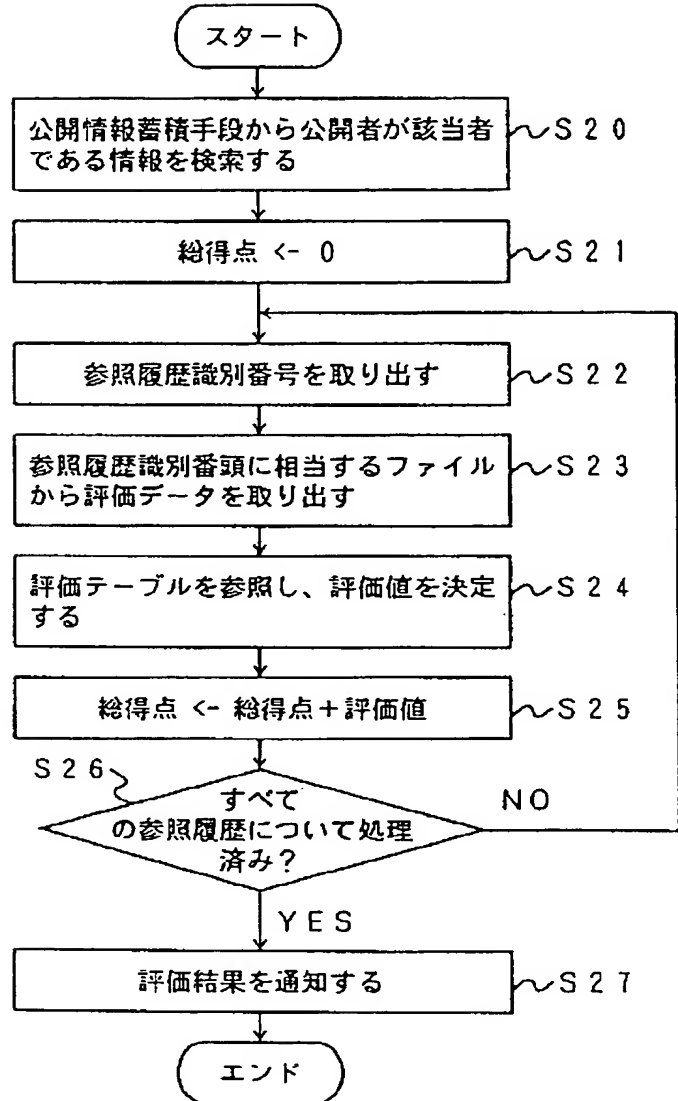 スタート
公開情報蓄積手段から公開者が該当者
である情報を検索する
S20
総得点 <- 0
S21
参照履歴識別番号を取り出す
S22
参照履歴識別番頭に相当するファイル
から評価データを取り出す
S23
評価テーブルを参照し、評価値を決定
する
S24
総得点 <- 総得点+評価値
S25
S26
すべて
の参照履歴について処理
済み?
NO
YES
評価結果を通知する
S27
エンド